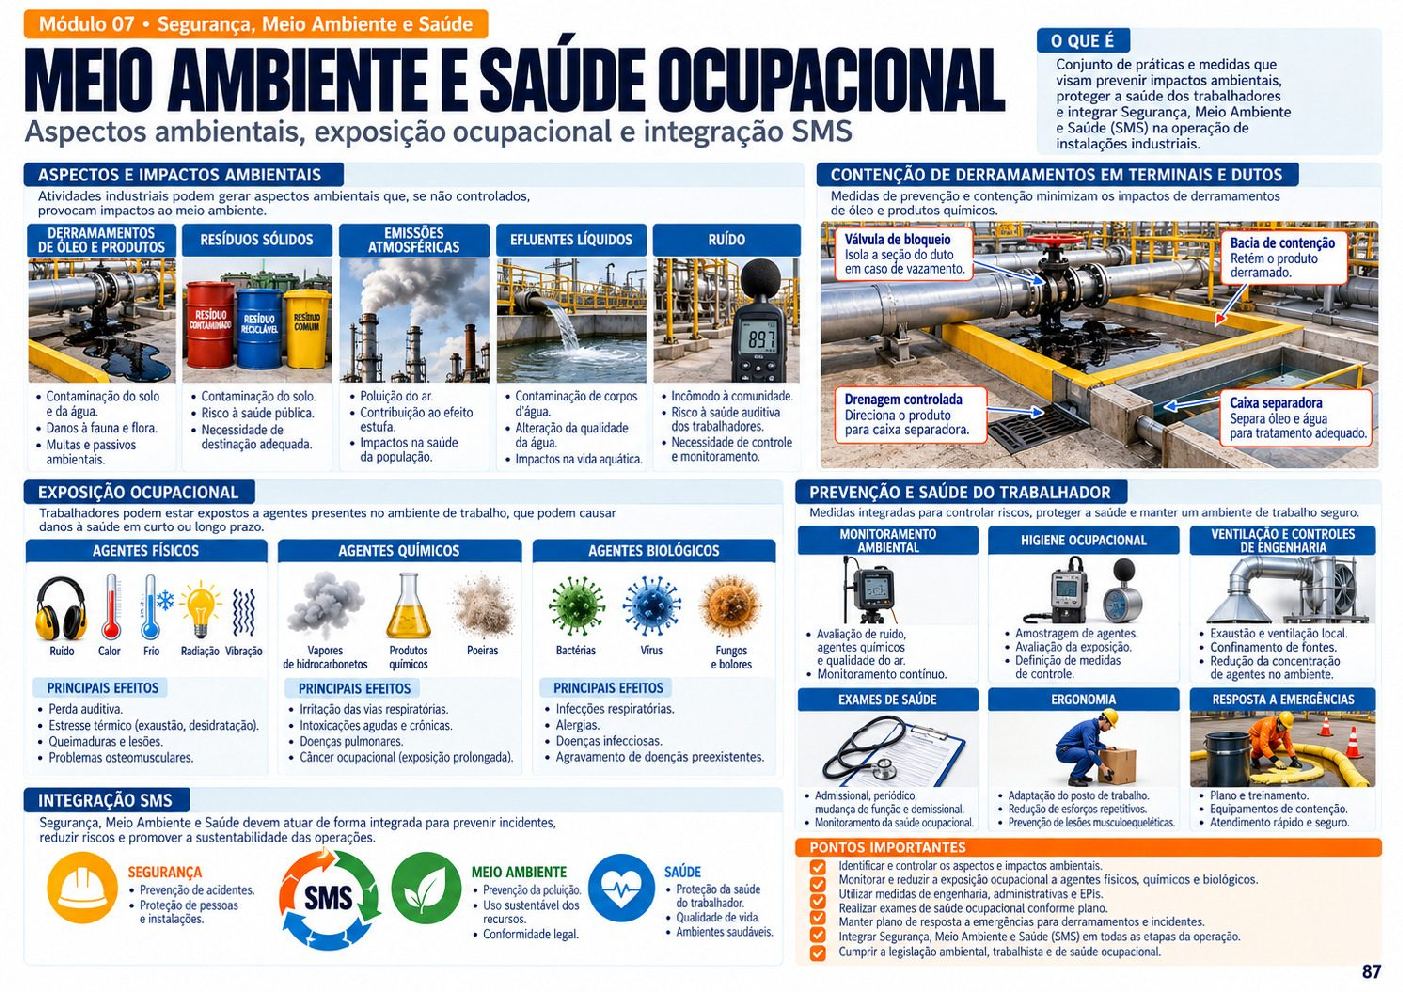 Módulo 07 • Segurança, Meio Ambiente e Saúde
MEIO AMBIENTE E SAÚDE OCUPACIONAL
Aspectos ambientais, exposição ocupacional e integração SMS
O QUE É
Conjunto de práticas e medidas que
visam prevenir impactos ambientais,
proteger a saúde dos trabalhadores
e integrar Segurança, Meio Ambiente
e Saúde (SMS) na operação de
instalações industriais.
ASPECTOS E IMPACTOS AMBIENTAIS
Atividades industriais podem gerar aspectos ambientais que, se não controlados,
provocam impactos ao meio ambiente.
DERRAMAMENTOS
DE ÓLEO E PRODUTOS
• Contaminação do solo
e da água.
• Danos à fauna e flora.
• Multas e passivos
ambientais.
RESÍDUOS SÓLIDOS
RESÍDUO
CONTAMINADO
RESÍDUO
RECICLÁVEL
RESÍDUO
COMUM
• Contaminação do solo.
• Risco à saúde pública.
• Necessidade de
destinação adequada.
EMISSÕES
ATMOSFÉRICAS
• Poluição do ar.
• Contribuição ao efeito
estufa.
• Impactos na saúde
da população.
EFLUENTES LÍQUIDOS
• Contaminação de corpos
d'água.
• Alteração da qualidade
da água.
• Impactos na vida aquática.
RUÍDO
89.7
• Incômodo à comunidade.
• Risco à saúde auditiva
dos trabalhadores.
• Necessidade de controle
e monitoramento.
CONTENÇÃO DE DERRAMAMENTOS EM TERMINAIS E DUTOS
Medidas de prevenção e contenção minimizam os impactos de derramamentos
de óleo e produtos químicos.
Válvula de bloqueio
Isola a seção do duto
em caso de vazamento.
Bacia de contenção
Retém o produto
derramado.
Drenagem controlada
Direciona o produto
para caixa separadora.
Caixa separadora
Separa óleo e água
para tratamento adequado.
EXPOSIÇÃO OCUPACIONAL
Trabalhadores podem estar expostos a agentes presentes no ambiente de trabalho, que podem causar
danos à saúde em curto ou longo prazo.
AGENTES FÍSICOS
Ruído Calor Frio Radiação Vibração
PRINCIPAIS EFEITOS
• Perda auditiva.
• Estresse térmico (exaustão, desidratação).
• Queimaduras e lesões.
• Problemas osteomusculares.
AGENTES QUÍMICOS
Vapores
de hidrocarbonetos
Produtos
químicos
Poeiras
PRINCIPAIS EFEITOS
• Irritação das vias respiratórias.
• Intoxicações agudas e crônicas.
• Doenças pulmonares.
• Câncer ocupacional (exposição prolongada).
AGENTES BIOLÓGICOS
Bactérias
Vírus
Fungos
e bolores
PRINCIPAIS EFEITOS
• Infecções respiratórias.
• Alergias.
• Doenças infecciosas.
• Agravamento de doenças preexistentes.
PREVENÇÃO E SAÚDE DO TRABALHADOR
Medidas integradas para controlar riscos, proteger a saúde e manter um ambiente de trabalho seguro.
MONITORAMENTO
AMBIENTAL
• Avaliação de ruído,
agentes químicos
e qualidade do ar.
• Monitoramento contínuo.
HIGIENE OCUPACIONAL
• Amostragem de agentes.
• Avaliação da exposição.
• Definição de medidas
de controle.
VENTILAÇÃO E CONTROLES
DE ENGENHARIA
• Exaustão e ventilação local.
• Confinamento de fontes.
• Redução da concentração
de agentes no ambiente.
EXAMES DE SAÚDE
• Admissional, periódico,
mudança de função e demissional.
• Monitoramento da saúde ocupacional.
ERGONOMIA
• Adaptação do posto de trabalho.
• Redução de esforços repetitivos.
• Prevenção de lesões musculoequeléticas.
RESPOSTA A EMERGÊNCIAS
• Plano e treinamento.
• Equipamentos de contenção.
• Atendimento rápido e seguro.
INTEGRAÇÃO SMS
Segurança, Meio Ambiente e Saúde devem atuar de forma integrada para prevenir incidentes,
reduzir riscos e promover a sustentabilidade das operações.
SEGURANÇA
• Prevenção de acidentes.
• Proteção de pessoas
e instalações.
SMS
MEIO AMBIENTE
• Prevenção da poluição.
• Uso sustentável dos
recursos.
• Conformidade legal.
SAÚDE
• Proteção da saúde
do trabalhador.
• Qualidade de vida
• Ambientes saudáveis.
PONTOS IMPORTANTES
Identificar e controlar os aspectos e impactos ambientais.
Monitorar e reduzir a exposição ocupacional a agentes físicos, químicos e biológicos.
Utilizar medidas de engenharia, administrativas e EPIs.
Realizar exames de saúde ocupacional conforme plano.
Manter plano de resposta a emergências para derramamentos e incidentes.
Integrar Segurança, Meio Ambiente e Saúde (SMS) em todas as etapas da operação.
Cumprir a legislação ambiental, trabalhista e de saúde ocupacional.
87